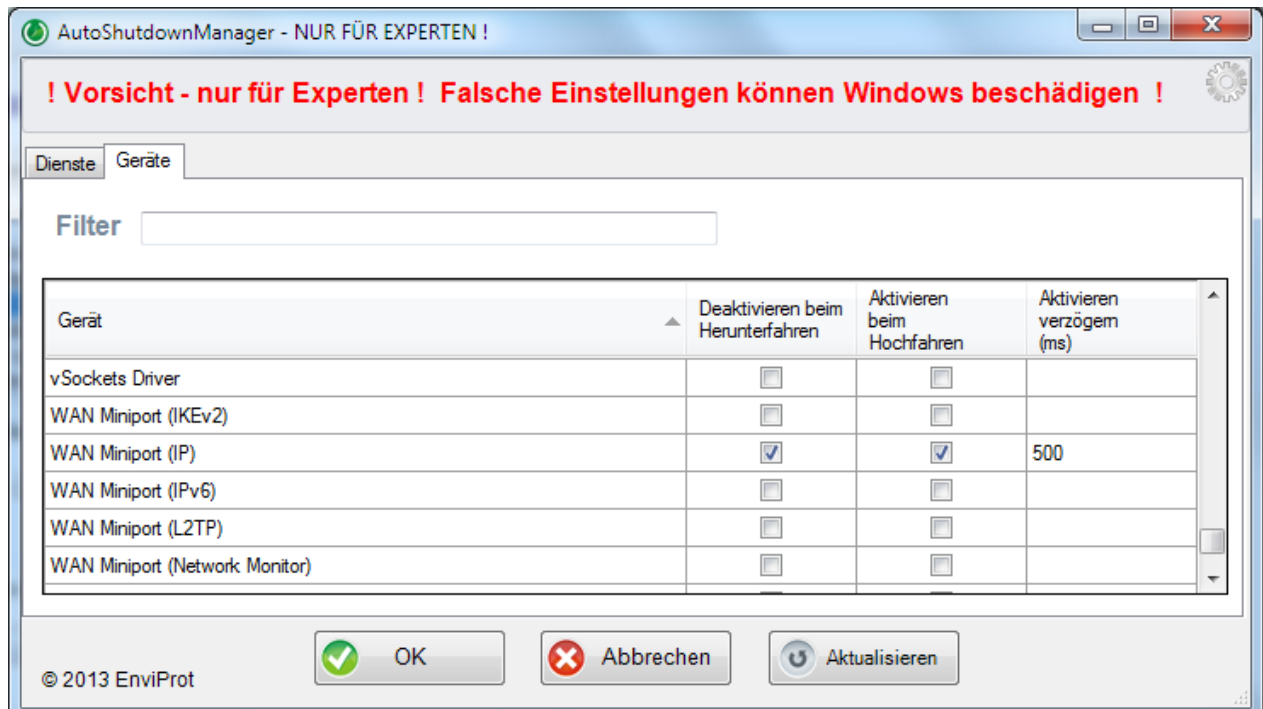 AutoShutdownManager - NUR FÜR EXPERTEN !
! Vorsicht - nur für Experten ! Falsche Einstellungen können Windows beschädigen !
Dienste Geräte
Filter
Gerät
Deaktivieren beim
Herunterfahren
Aktivieren
beim
Hochfahren
Aktivieren
verzögern
(ms)
vSockets Driver
WAN Miniport (IKEv2)
WAN Miniport (IP) 500
WAN Miniport (IPv6)
WAN Miniport (L2TP)
WAN Miniport (Network Monitor)
OK Abbrechen Aktualisieren
© 2013 EnviProt